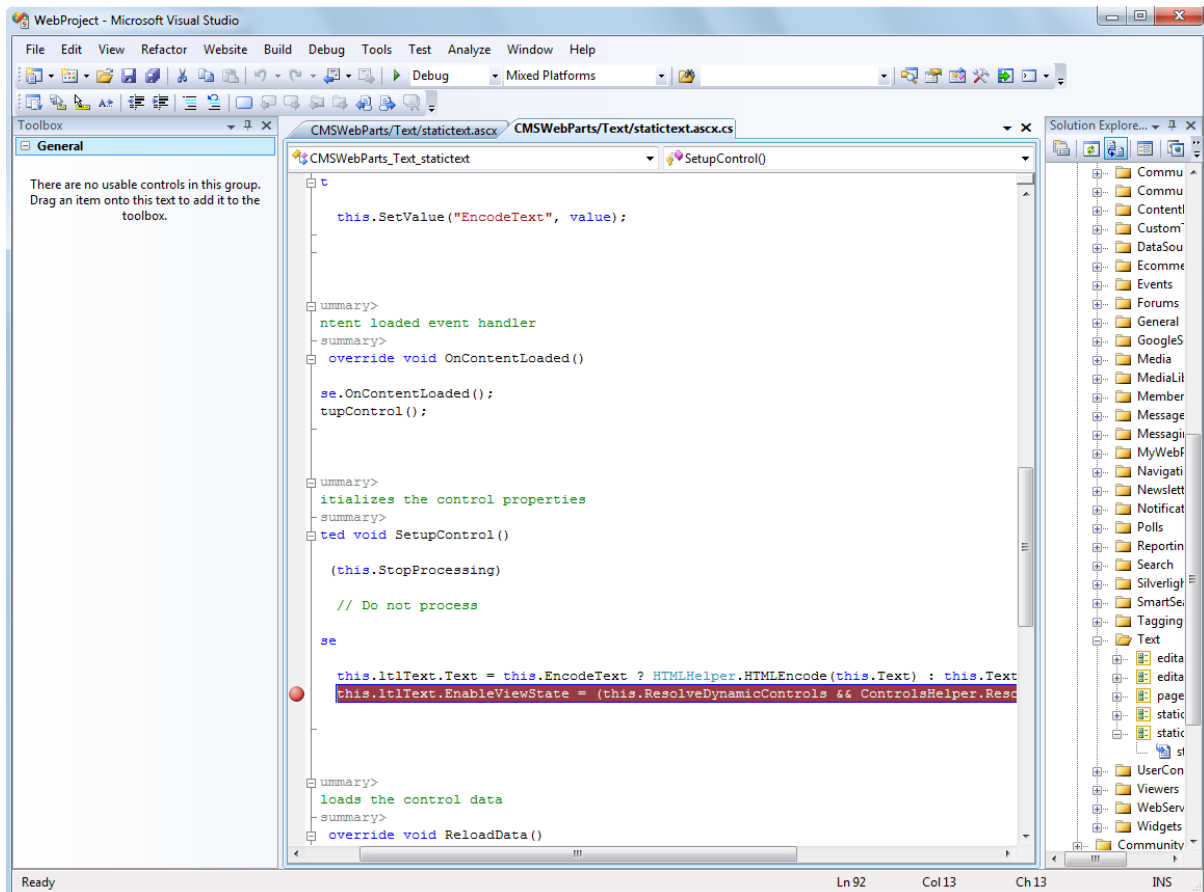 WebProject - Microsoft Visual Studio
File Edit View Refactor Website Build Debug Tools Test Analyze Window Help
Debug Mixed Platforms
Toolbox
General
There are no usable controls in this group.
Drag an item onto this text to add it to the
toolbox.
CMSWebParts/Text/statictext.ascx CMSWebParts/Text/statictext.ascx.cs
CMSWebParts_Text_statictext SetupControl()
t
this.SetValue("EncodeText", value);
ummary>
ntent loaded event handler
summary>
override void OnContentLoaded()
se.OnContentLoaded();
tupControl();
ummary>
itializes the control properties
summary>
ted void SetupControl()
(this.StopProcessing)
// Do not process
se
this.ltlText.Text = this.EncodeText ? HTMLHelper.HTMLEncode(this.Text) : this.Text
this.ltlText.EnableViewState = (this.ResolveDynamicControls && ControlsHelper.Reso
ummary>
loads the control data
summary>
override void ReloadData()
Solution Explore...
Commu
Commu
Contentl
Custom
DataSou
Ecomme
Events
Forums
General
GoogleS
Media
MediaLil
Member
Message
Messagin
MyWebP
Navigati
Newslett
Notificat
Polls
Reportin
Search
Silverligh
SmartSea
Tagging
Text
edita
edita
page
static
static
st
UserCon
Viewers
WebServ
Widgets
Community
Ready Ln 92 Col 13 Ch 13 INS